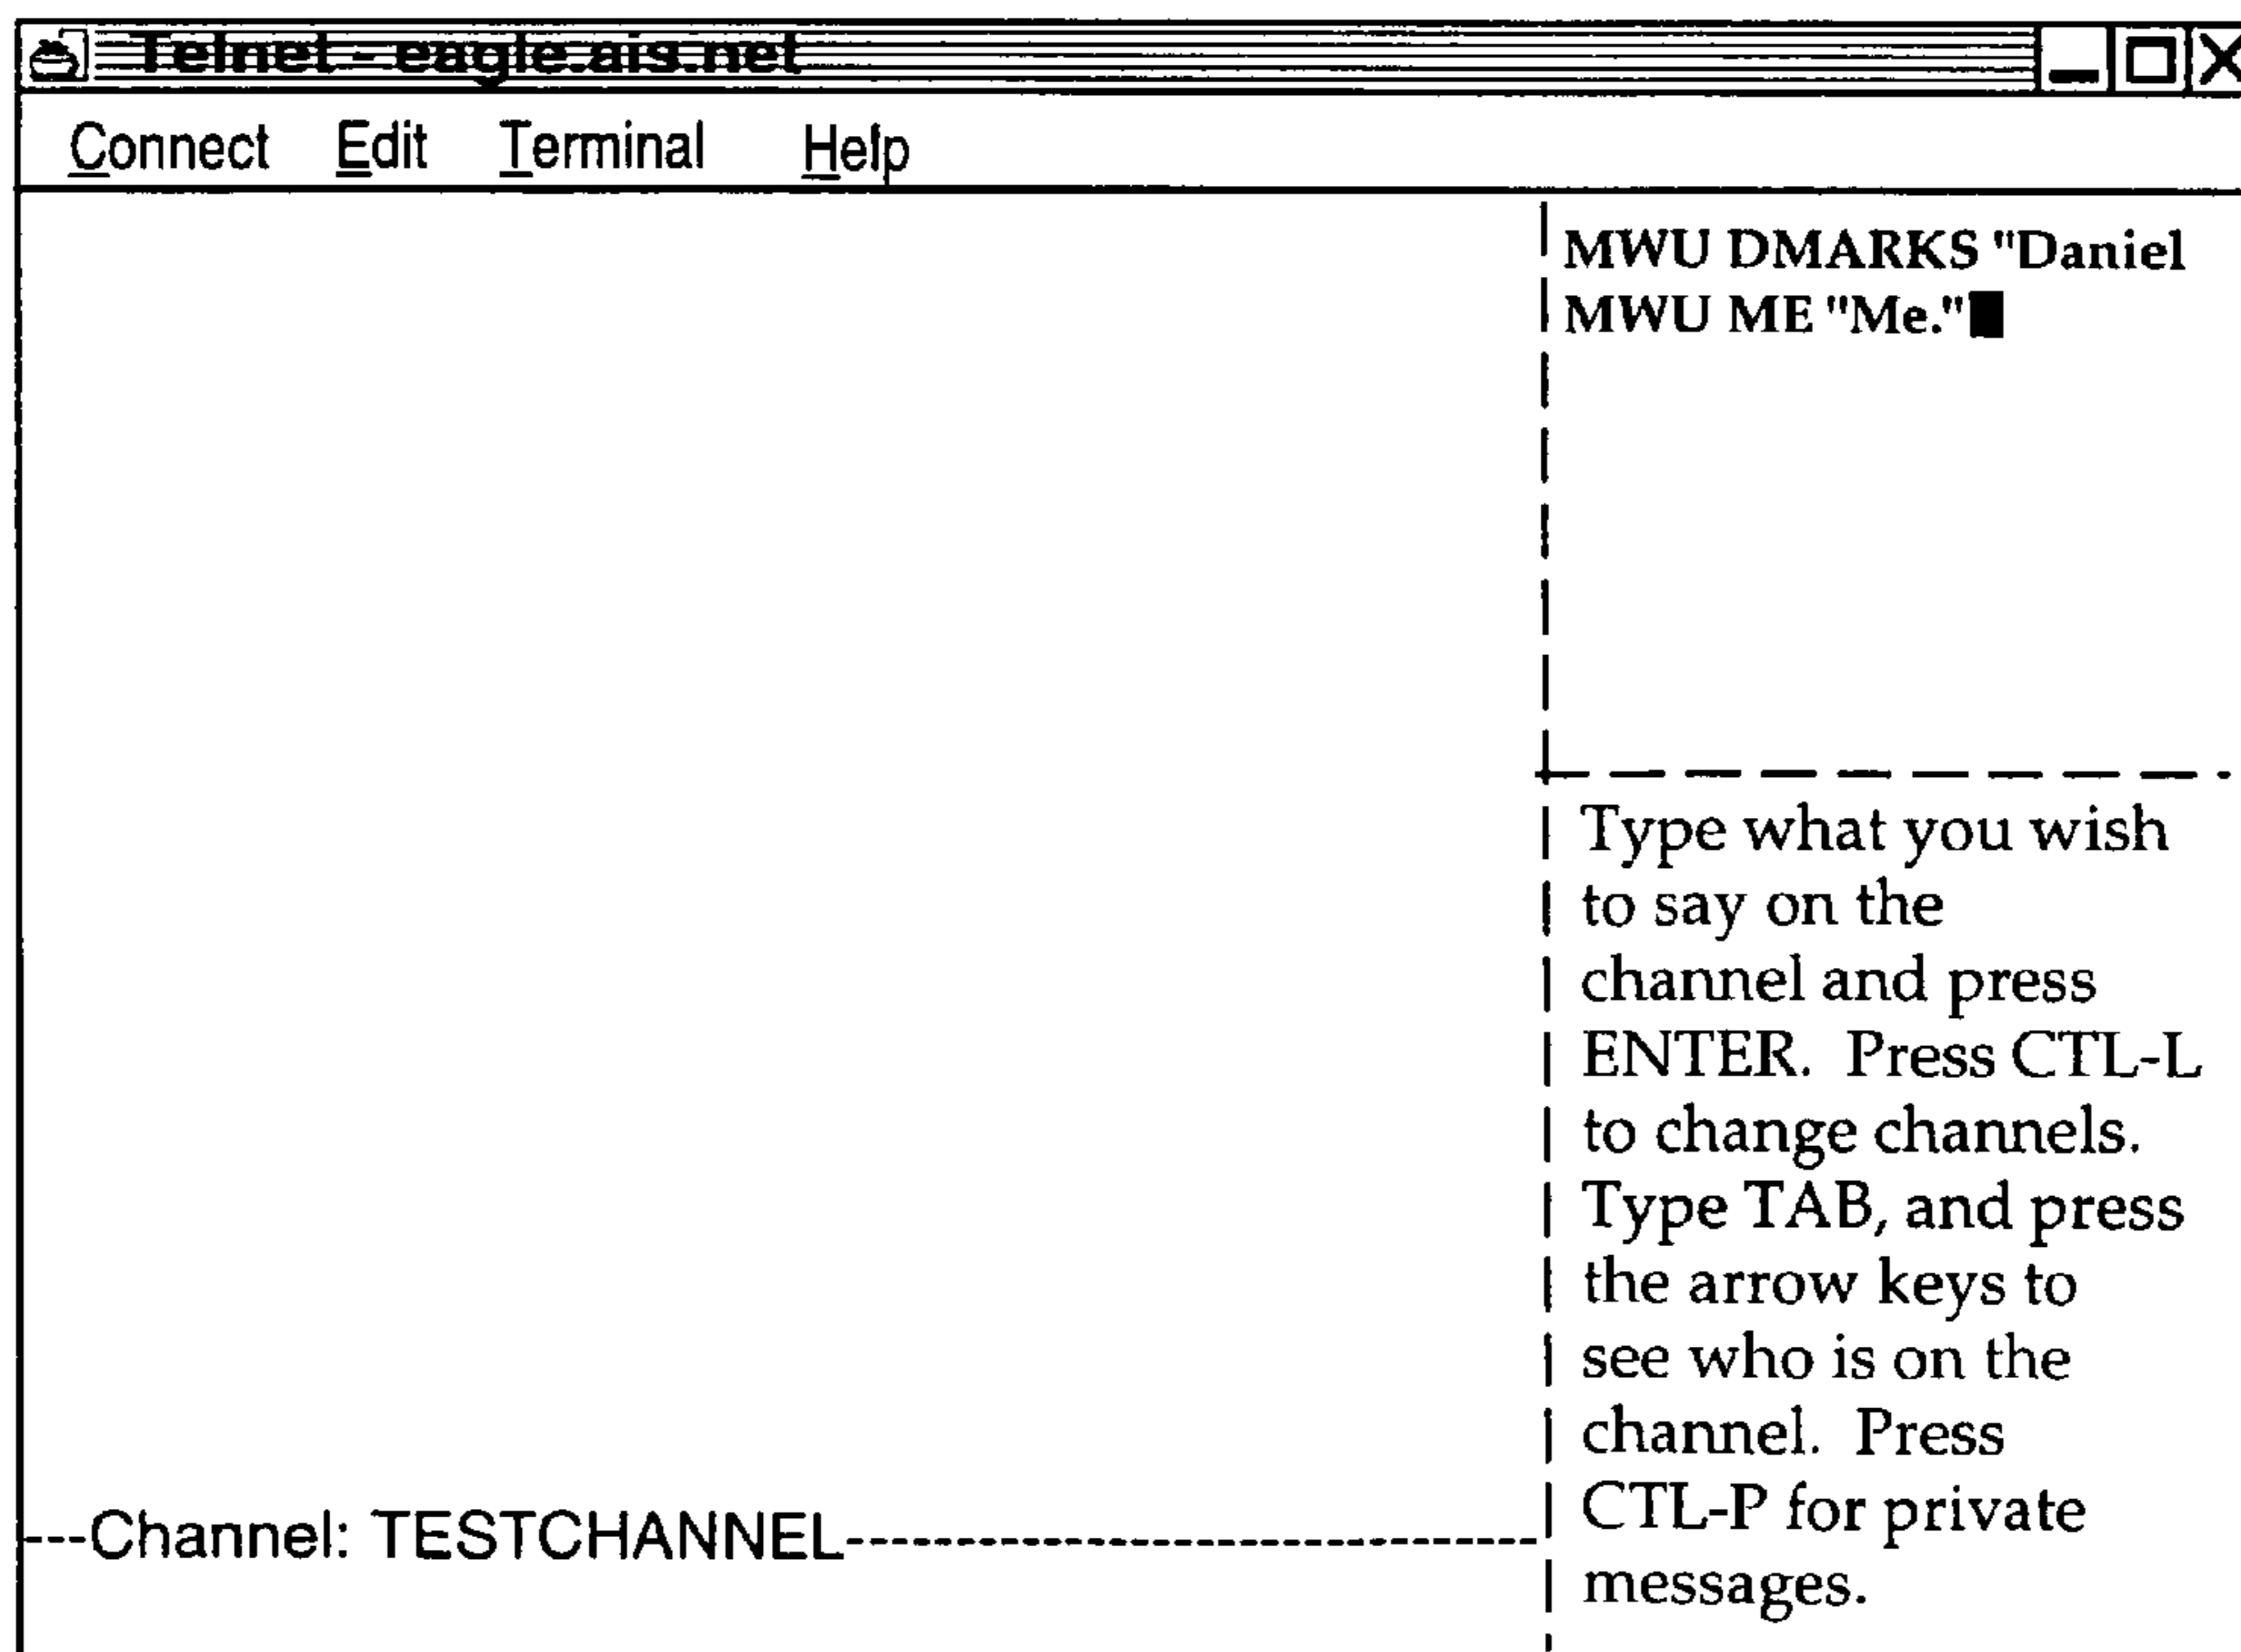 Telnet - eagle.ais.net
Connect Edit Terminal Help
MWU DMARKS "Daniel
MWU ME "Me."
Type what you wish
to say on the
channel and press
ENTER. Press CTL-L
to change channels.
Type TAB, and press
the arrow keys to
see who is on the
channel. Press
CTL-P for private
messages.
---Channel: TESTCHANNEL---------------------------